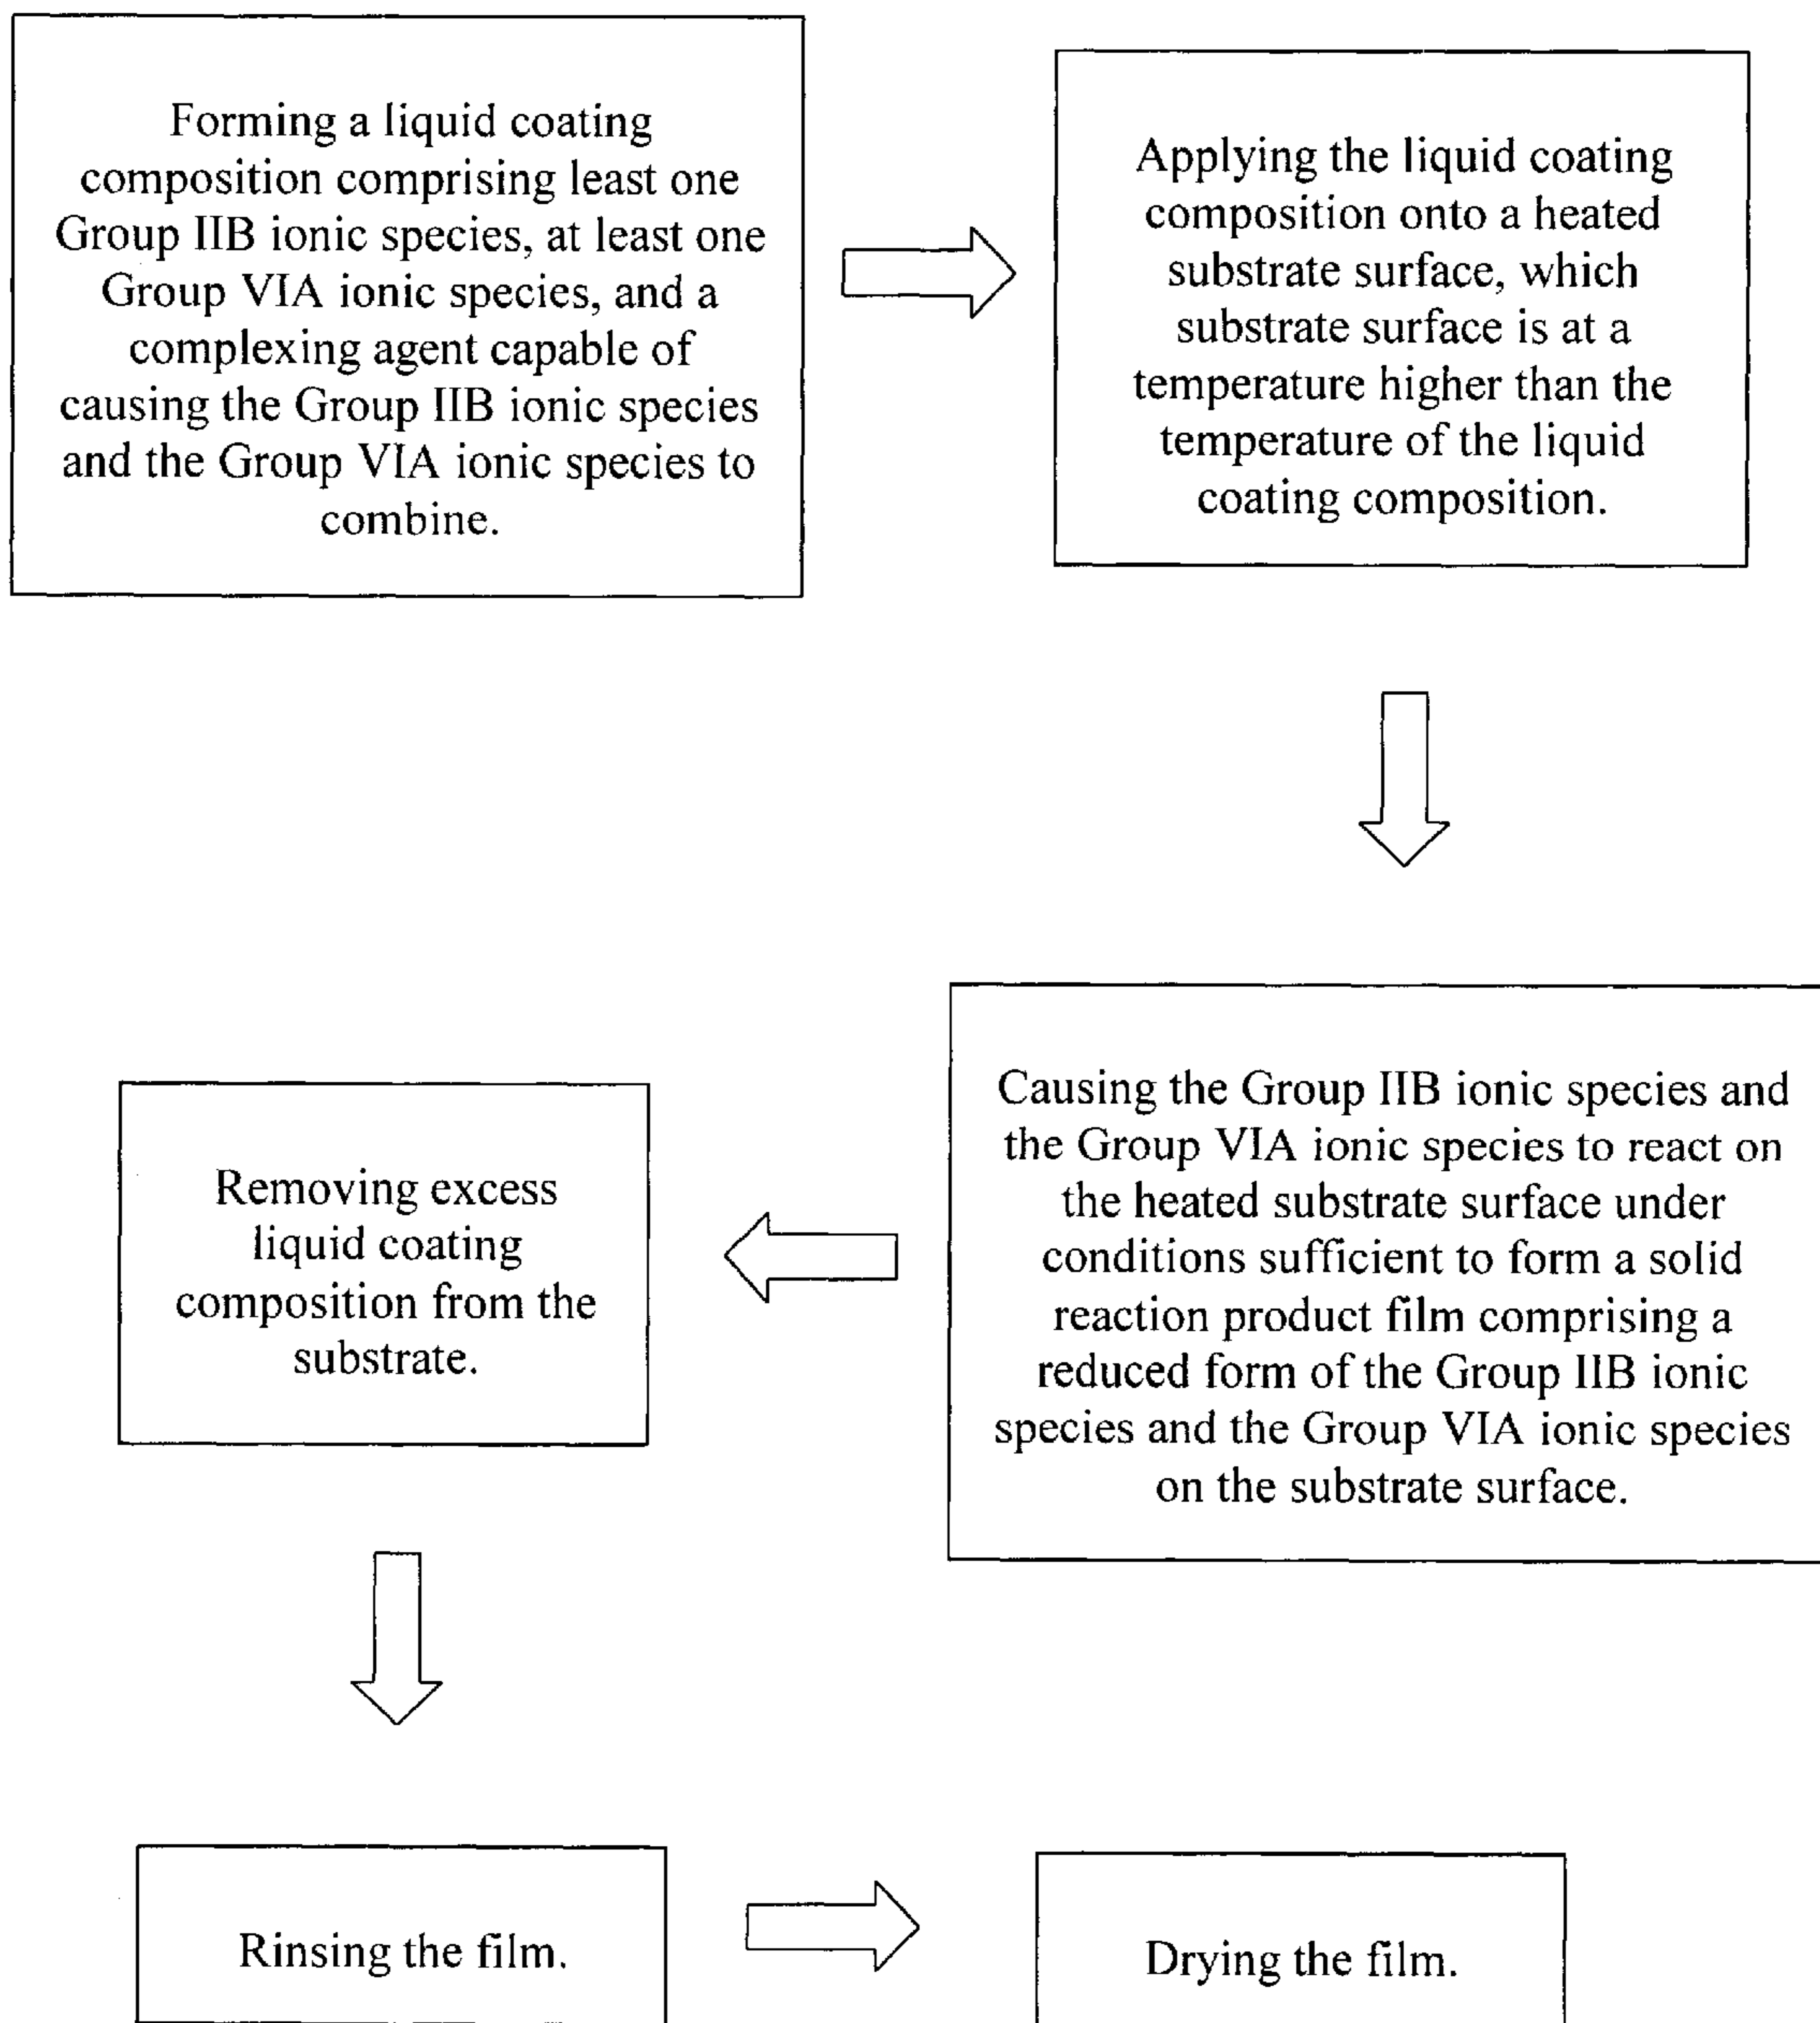 Forming a liquid coating
composition comprising least one
Group IIB ionic species, at least one
Group VIA ionic species, and a
complexing agent capable of
causing the Group IIB ionic species
and the Group VIA ionic species to
combine.
Applying the liquid coating
composition onto a heated
substrate surface, which
substrate surface is at a
temperature higher than the
temperature of the liquid
coating composition.
Causing the Group IIB ionic species and
the Group VIA ionic species to react on
the heated substrate surface under
conditions sufficient to form a solid
reaction product film comprising a
reduced form of the Group IIB ionic
species and the Group VIA ionic species
on the substrate surface.
Removing excess
liquid coating
composition from the
substrate.
Rinsing the film.
Drying the film.